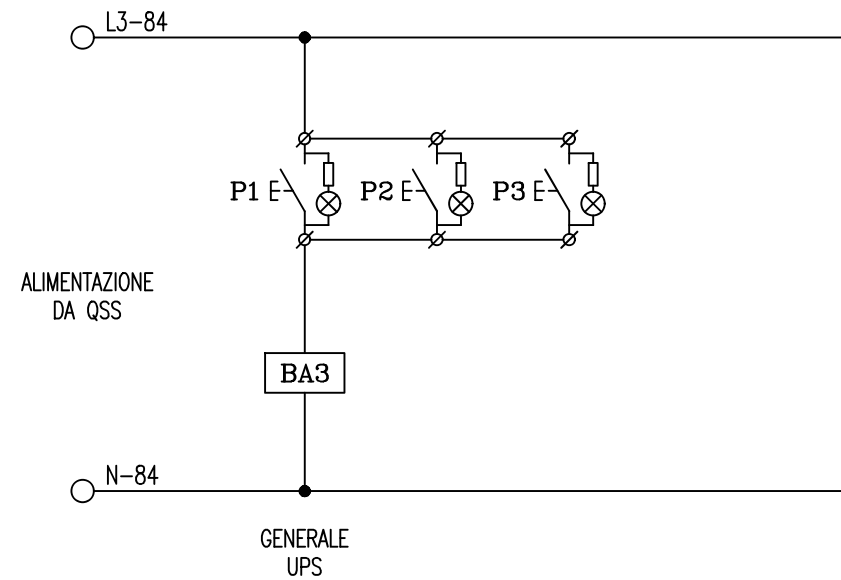 L3-84
P1
P2
P3
ALIMENTAZIONE
DA QSS
BA3
N-84
GENERALE
UPS